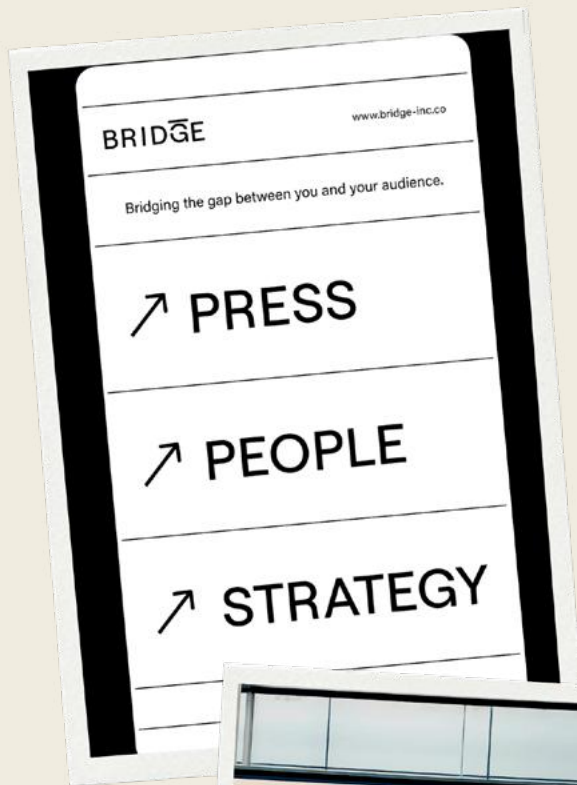 BRIDGE
www.bridge-inc.co
Bridging the gap between you and your audience.
↗ PRESS
↗ PEOPLE
↗ STRATEGY